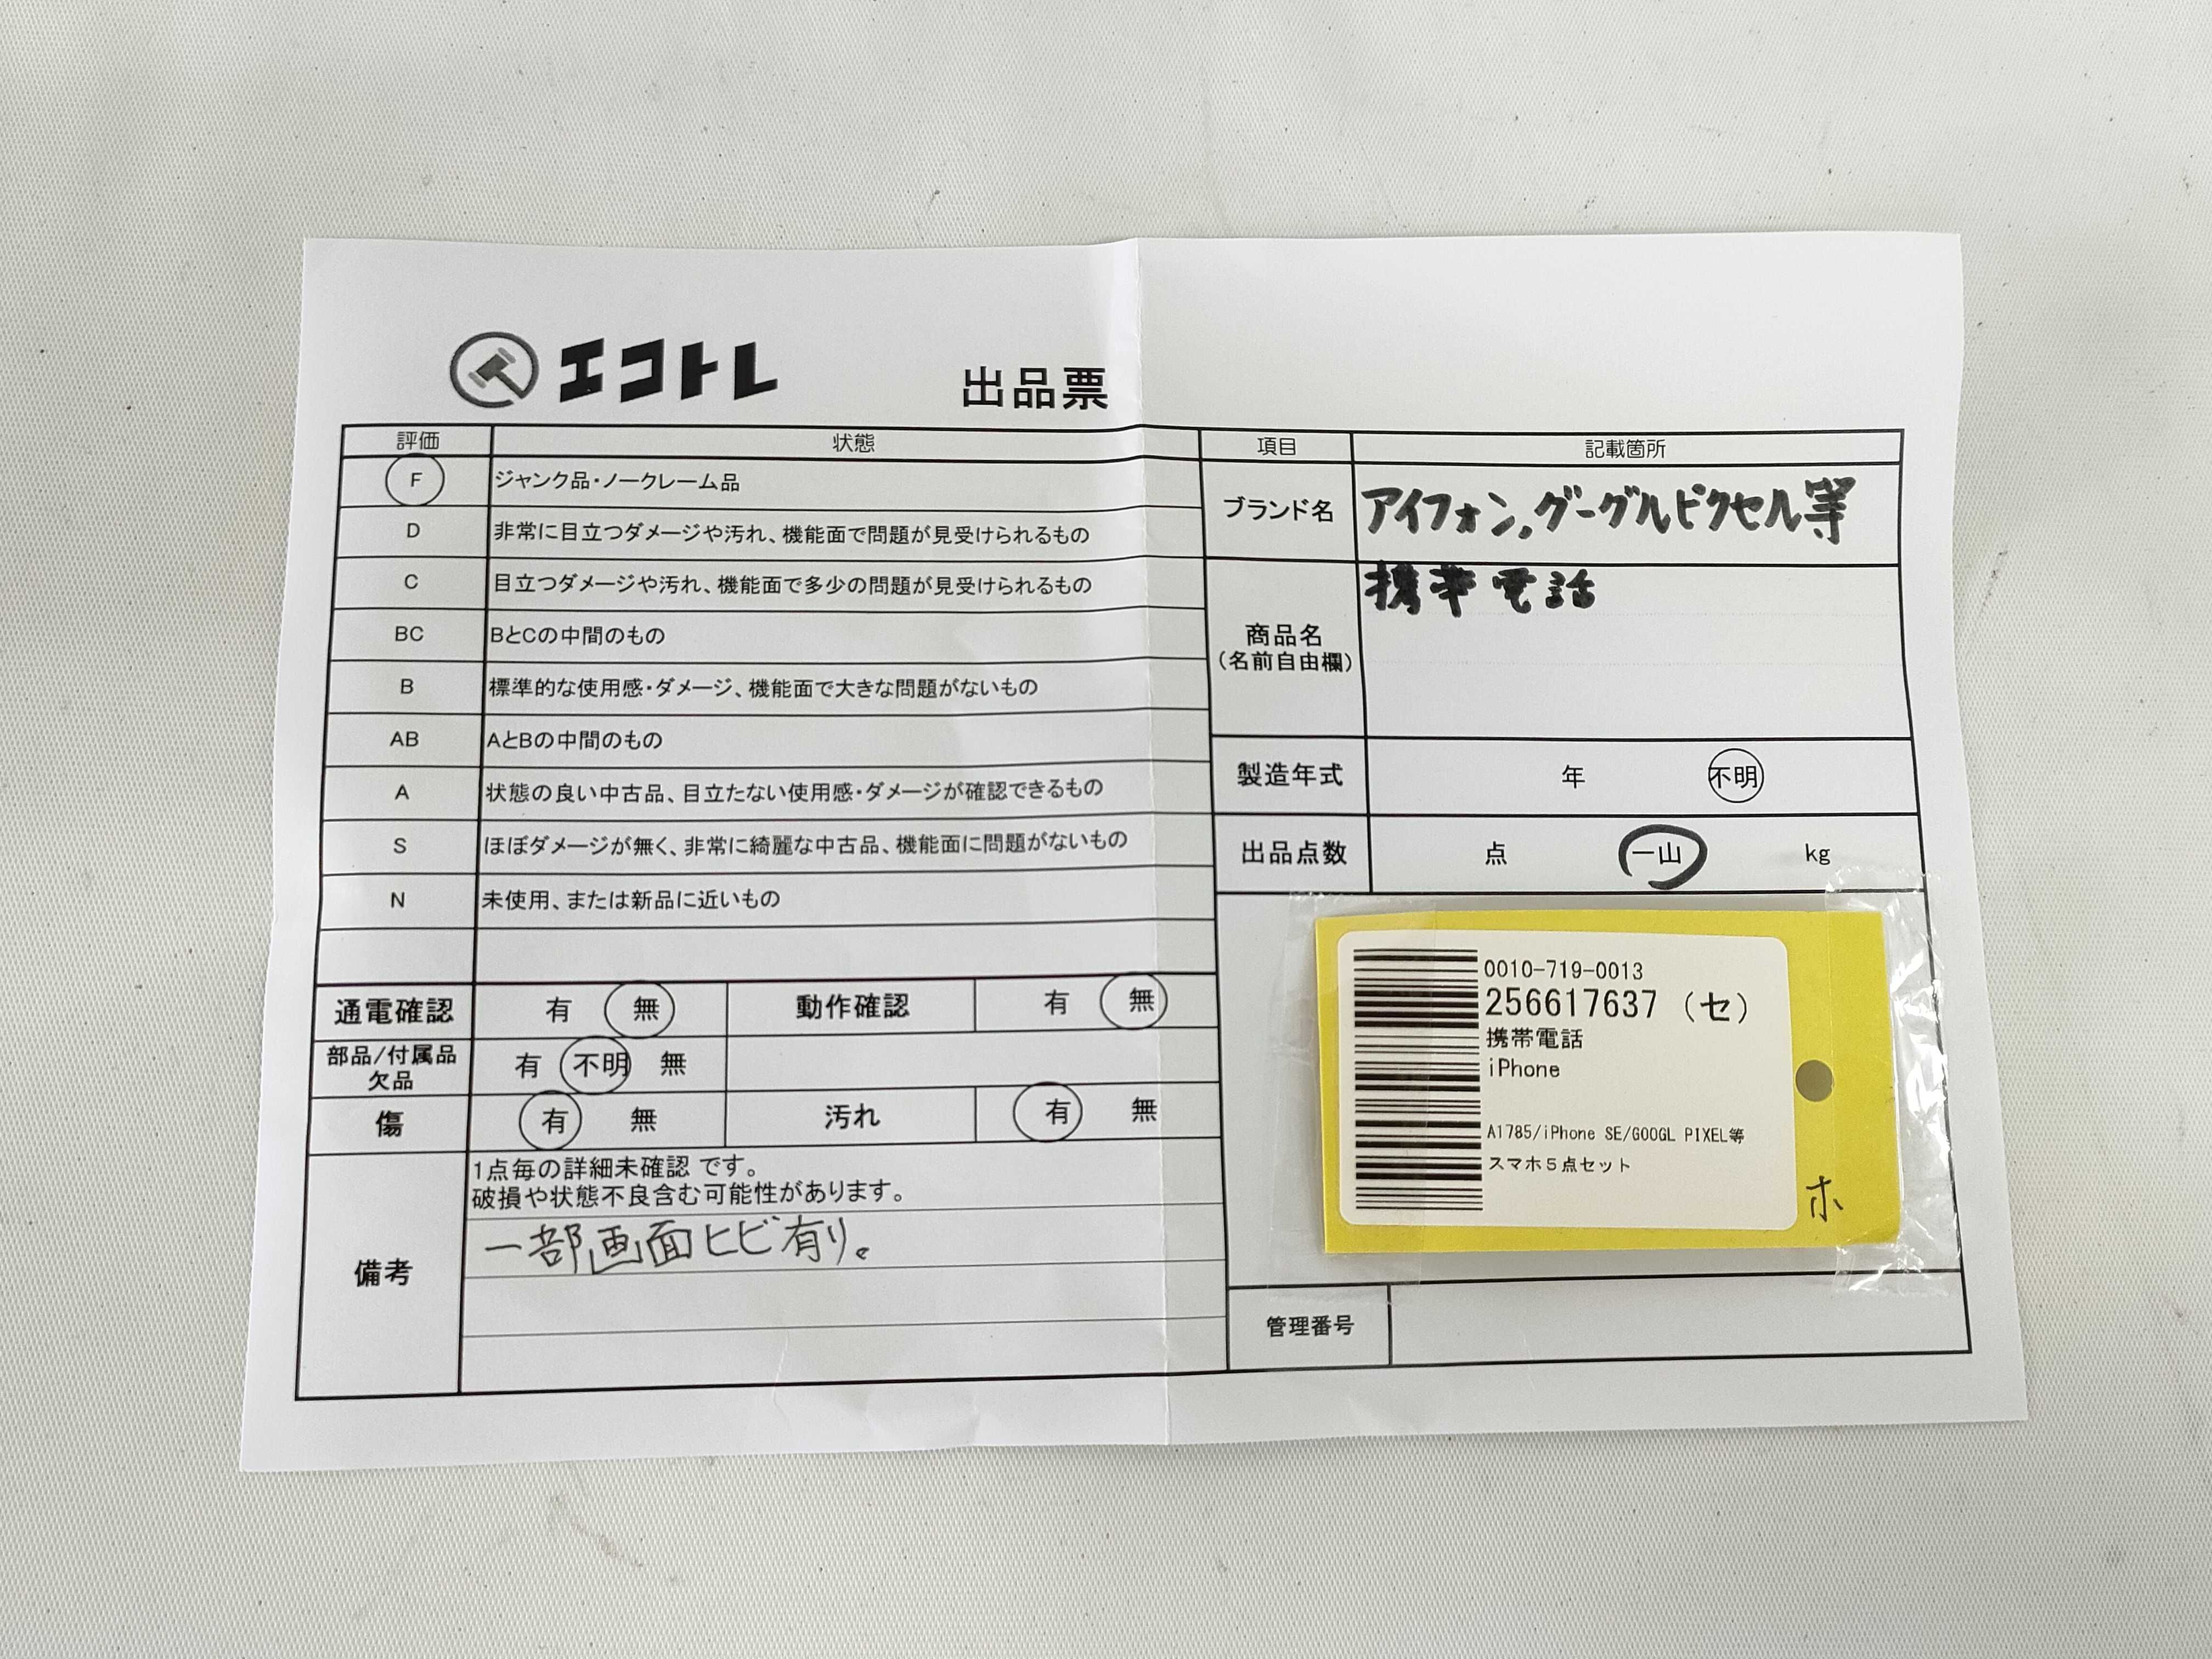 エコトレ 出品票
評価 状態
F ジャンク品・ノークレーム品
D 非常に目立つダメージや汚れ、機能面で問題が見受けられるもの
C 目立つダメージや汚れ、機能面で多少の問題が見受けられるもの
BC BとCの中間のもの
B 標準的な使用感・ダメージ、機能面で大きな問題がないもの
AB AとBの中間のもの
A 状態の良い中古品、目立たない使用感・ダメージが確認できるもの
S ほぼダメージが無く、非常に綺麗な中古品、機能面に問題がないもの
N 未使用、または新品に近いもの
通電確認 有 無 動作確認 有 無
部品/付属品
欠品 有 不明 無
傷 有 無 汚れ 有 無
備考
1点毎の詳細未確認 です。
破損や状態不良含む可能性があります。
一部画面ヒビ有り。
項目 記載箇所
ブランド名 アイフォン,グーグルピクセル等
商品名
(名前自由欄)
携帯電話
製造年式 年 不明
出品点数 点 一山 kg
0010-719-0013
256617637 (セ)
携帯電話
iPhone
A1785/iPhone SE/GOOGL PIXEL等
スマホ5点セット
ホ
管理番号